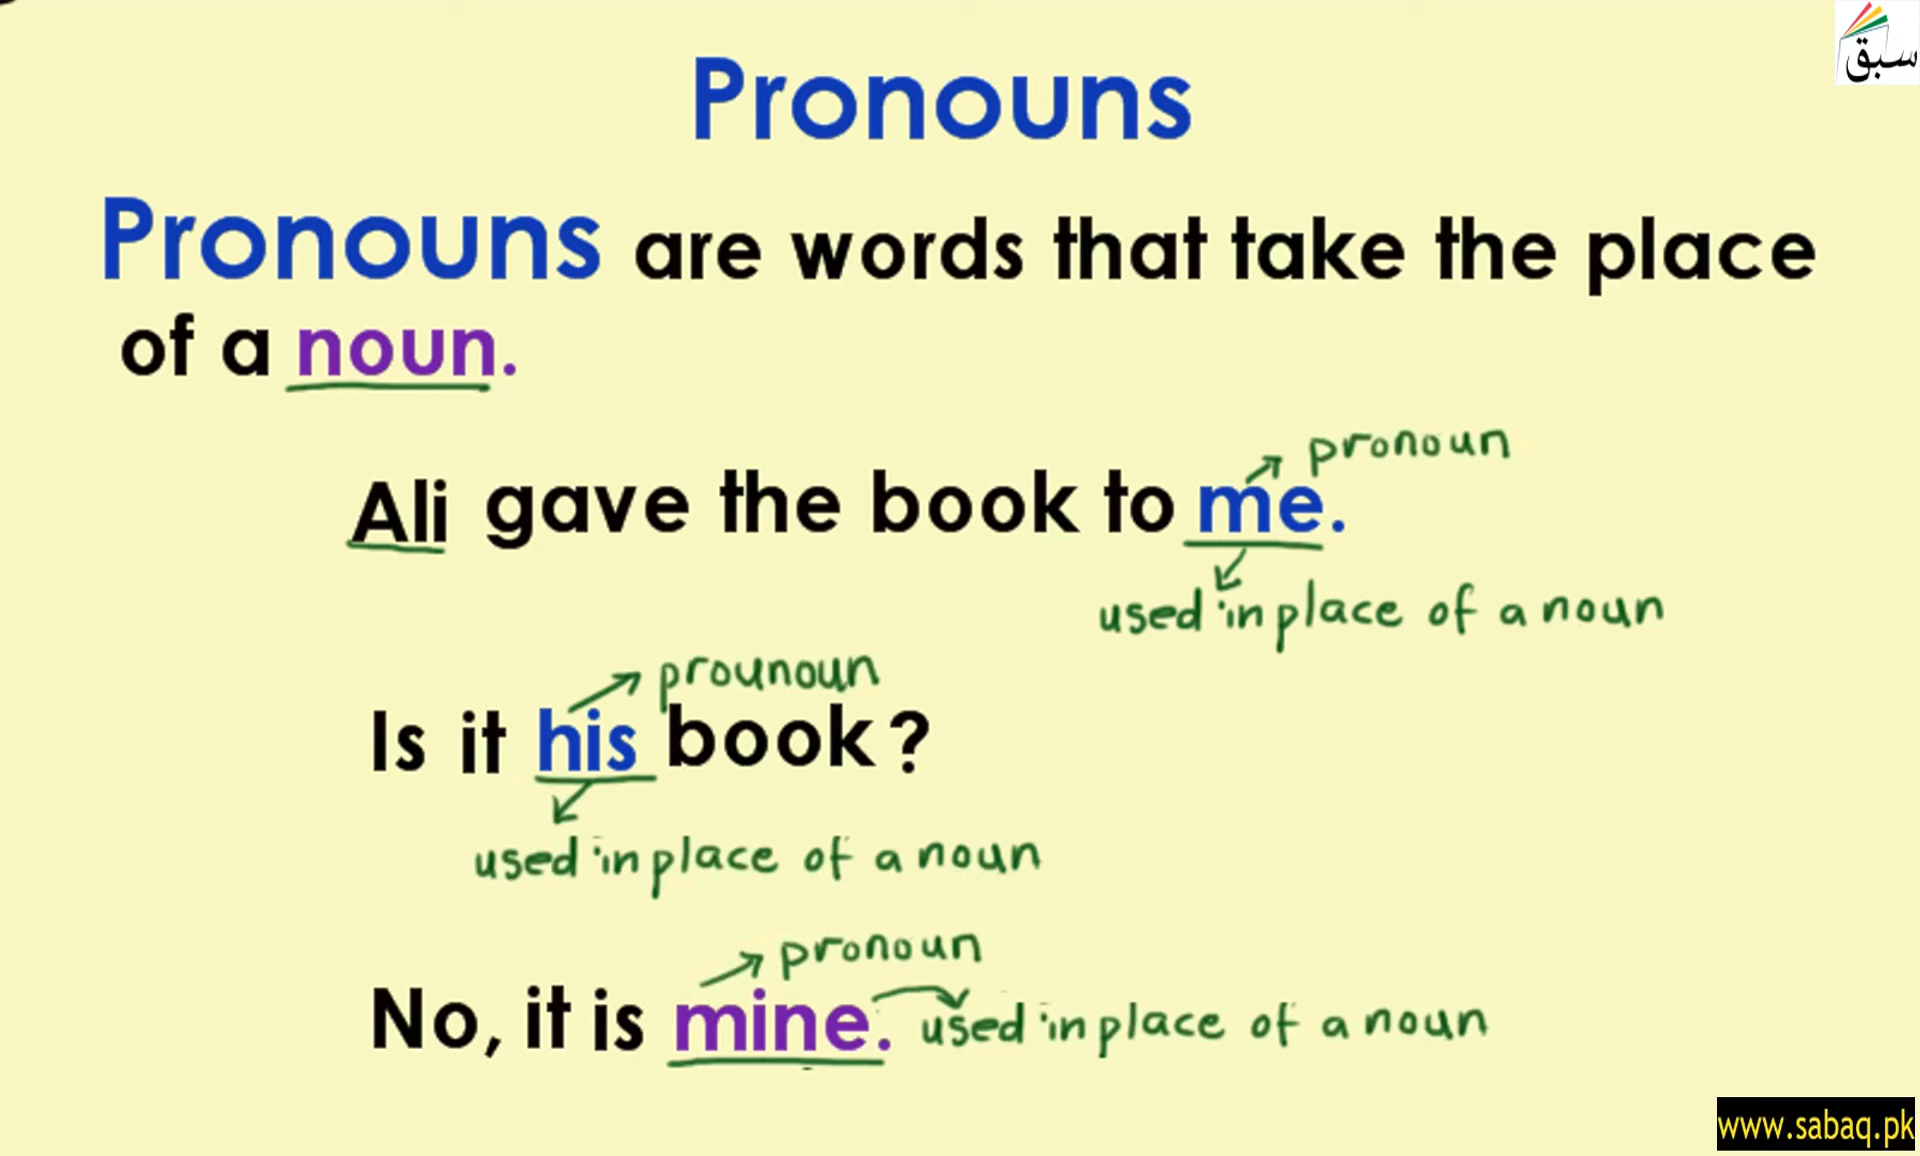 سبق
Pronouns
Pronouns are words that take the place
of a noun.
pronoun
Ali gave the book to me.
used in place of a noun
prounoun
Is it his book?
used in place of a noun
pronoun
No, it is mine. used in place of a noun
www.sabaq.pk